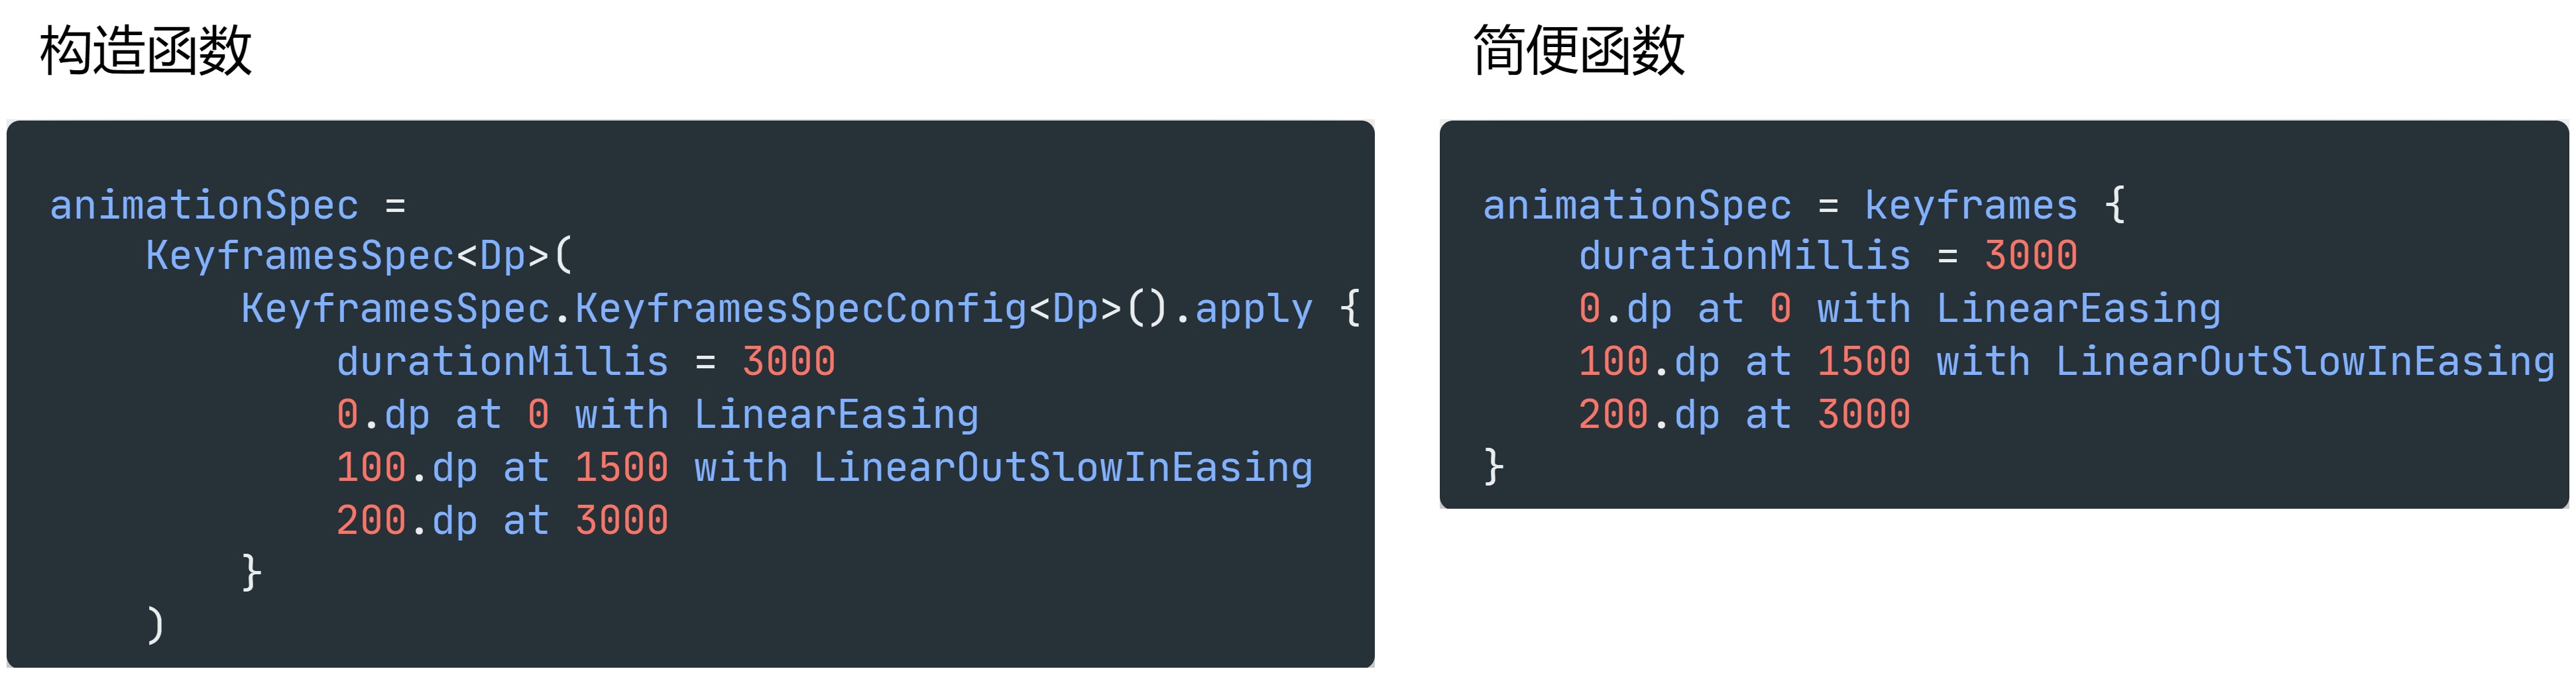 构造函数
animationSpec =
    KeyframesSpec<Dp>(
        KeyframesSpec.KeyframesSpecConfig<Dp>().apply {
            durationMillis = 3000
            0.dp at 0 with LinearEasing
            100.dp at 1500 with LinearOutSlowInEasing
            200.dp at 3000
        }
    )
简便函数
animationSpec = keyframes {
    durationMillis = 3000
    0.dp at 0 with LinearEasing
    100.dp at 1500 with LinearOutSlowInEasing
    200.dp at 3000
}